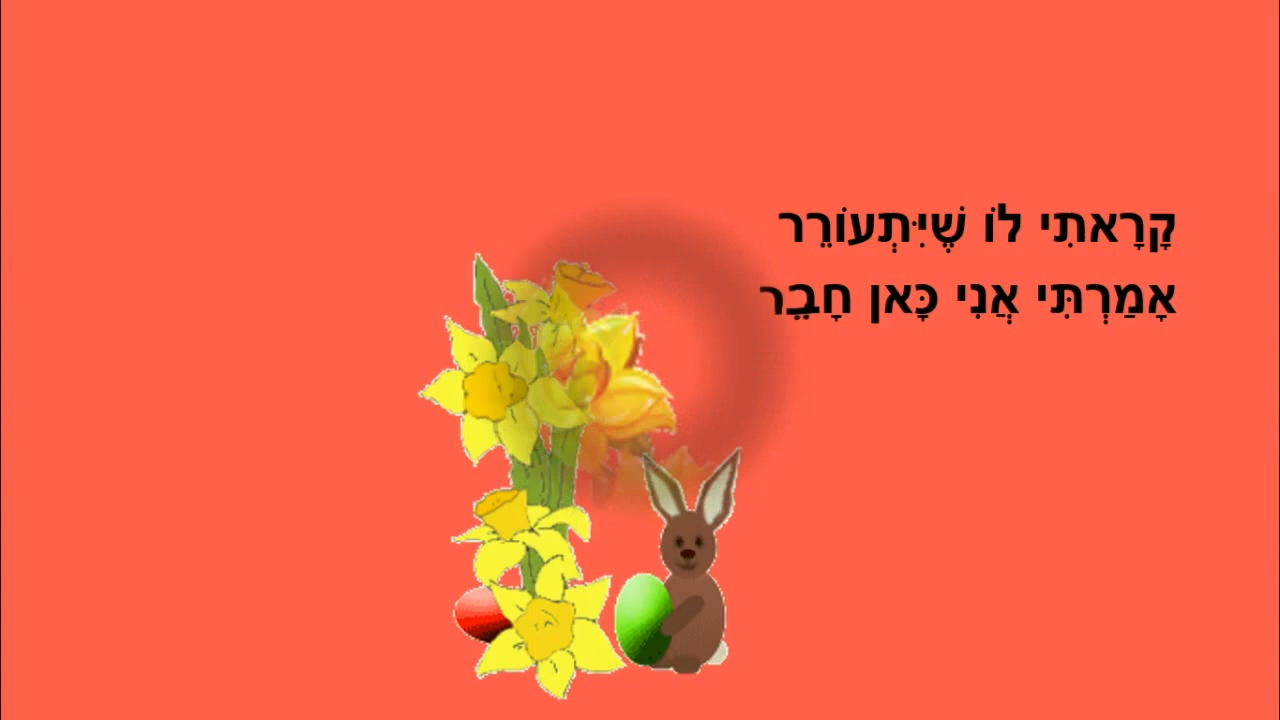 קָרָאתִי לוֹ שֶׁיִּתְעוֹרֵר
אָמַרְתִּי אֲנִי כָּאן חָבֵר